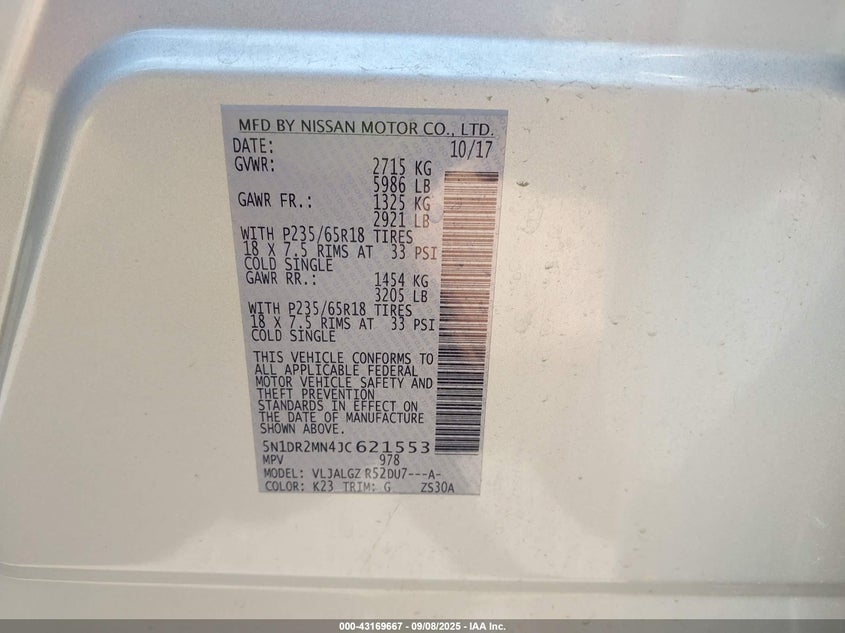 MFD BY NISSAN MOTOR CO., LTD.
DATE: 10/17
GVWR: 2715 KG
5986 LB
GAWR FR.: 1325 KG
2921 LB
WITH P235/65R18 TIRES
18 X 7.5 RIMS AT 33 PSI
COLD SINGLE
GAWR RR.: 1454 KG
3205 LB
WITH P235/65R18 TIRES
18 X 7.5 RIMS AT 33 PSI
COLD SINGLE
THIS VEHICLE CONFORMS TO
ALL APPLICABLE FEDERAL
MOTOR VEHICLE SAFETY AND
THEFT PREVENTION
STANDARDS IN EFFECT ON
THE DATE OF MANUFACTURE
SHOWN ABOVE.
5N1DR2MN4JC621553
MPV 978
MODEL: VLJALGZ R52DU7---A-
COLOR: K23 TRIM: G ZS30A
000-43169667 - 09/08/2025 - IAA Inc.